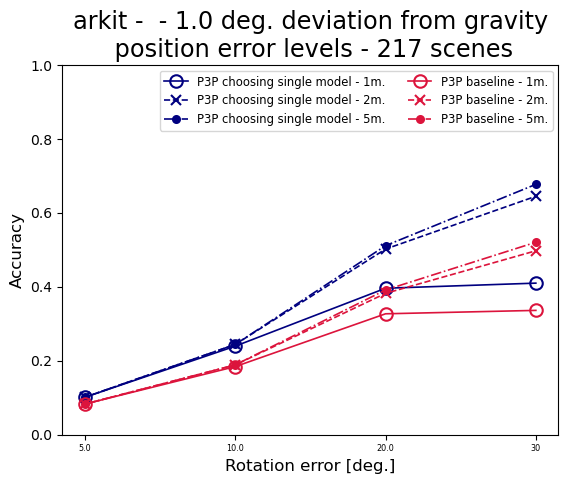 arkit -  - 1.0 deg. deviation from gravity
position error levels - 217 scenes
P3P choosing single model - 1m.
P3P choosing single model - 2m.
P3P choosing single model - 5m.
P3P baseline - 1m.
P3P baseline - 2m.
P3P baseline - 5m.
Accuracy
1.0
0.8
0.6
0.4
0.2
0.0
5.0 10.0 20.0 30
Rotation error [deg.]